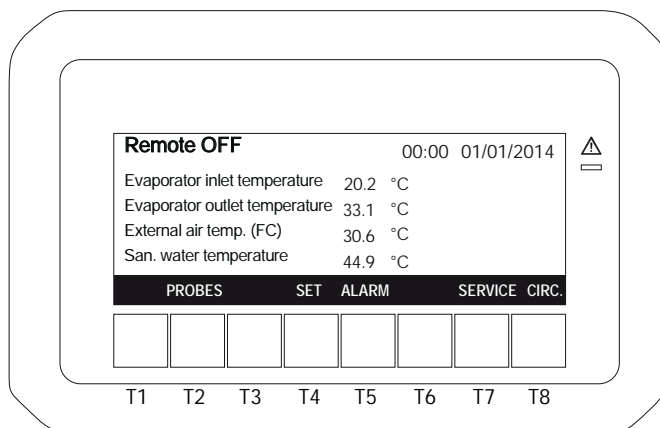 Remote OFF 00:00 01/01/2014
Evaporator inlet temperature 20.2 °C
Evaporator outlet temperature 33.1 °C
External air temp. (FC) 30.6 °C
San. water temperature 44.9 °C
PROBES SET ALARM SERVICE CIRC.
T1 T2 T3 T4 T5 T6 T7 T8